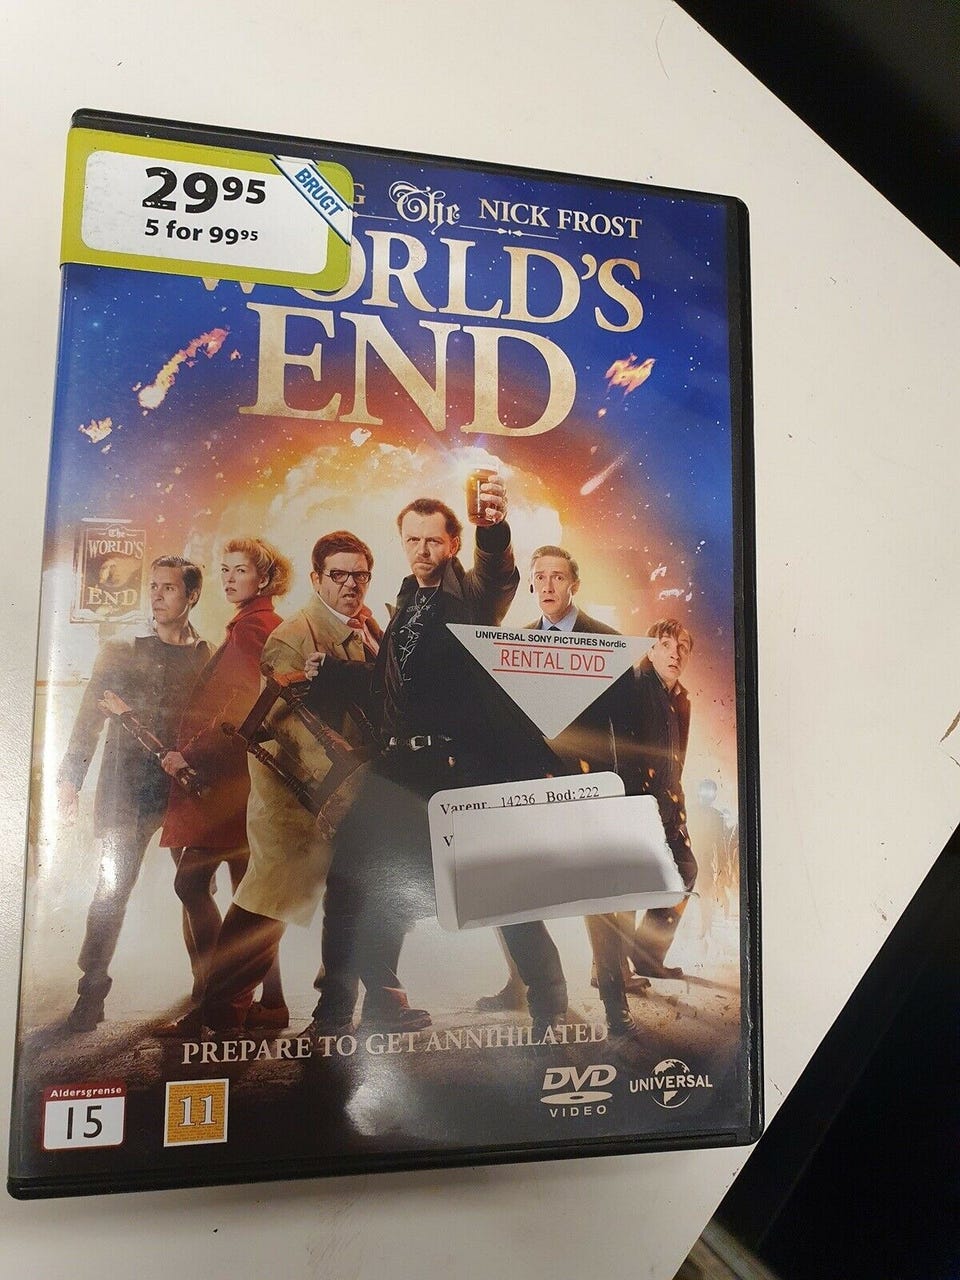 29⁹⁵
5 for 99⁹⁵
BRUGT
NICK FROST
The
WORLD'S
END
The
WORLD'S
END
UNIVERSAL SONY PICTURES Nordic
RENTAL DVD
Varenr. 14236 Bod: 222
V
PREPARE TO GET ANNIHILATED
Aldersgrense
15
11
DVD
VIDEO
UNIVERSAL